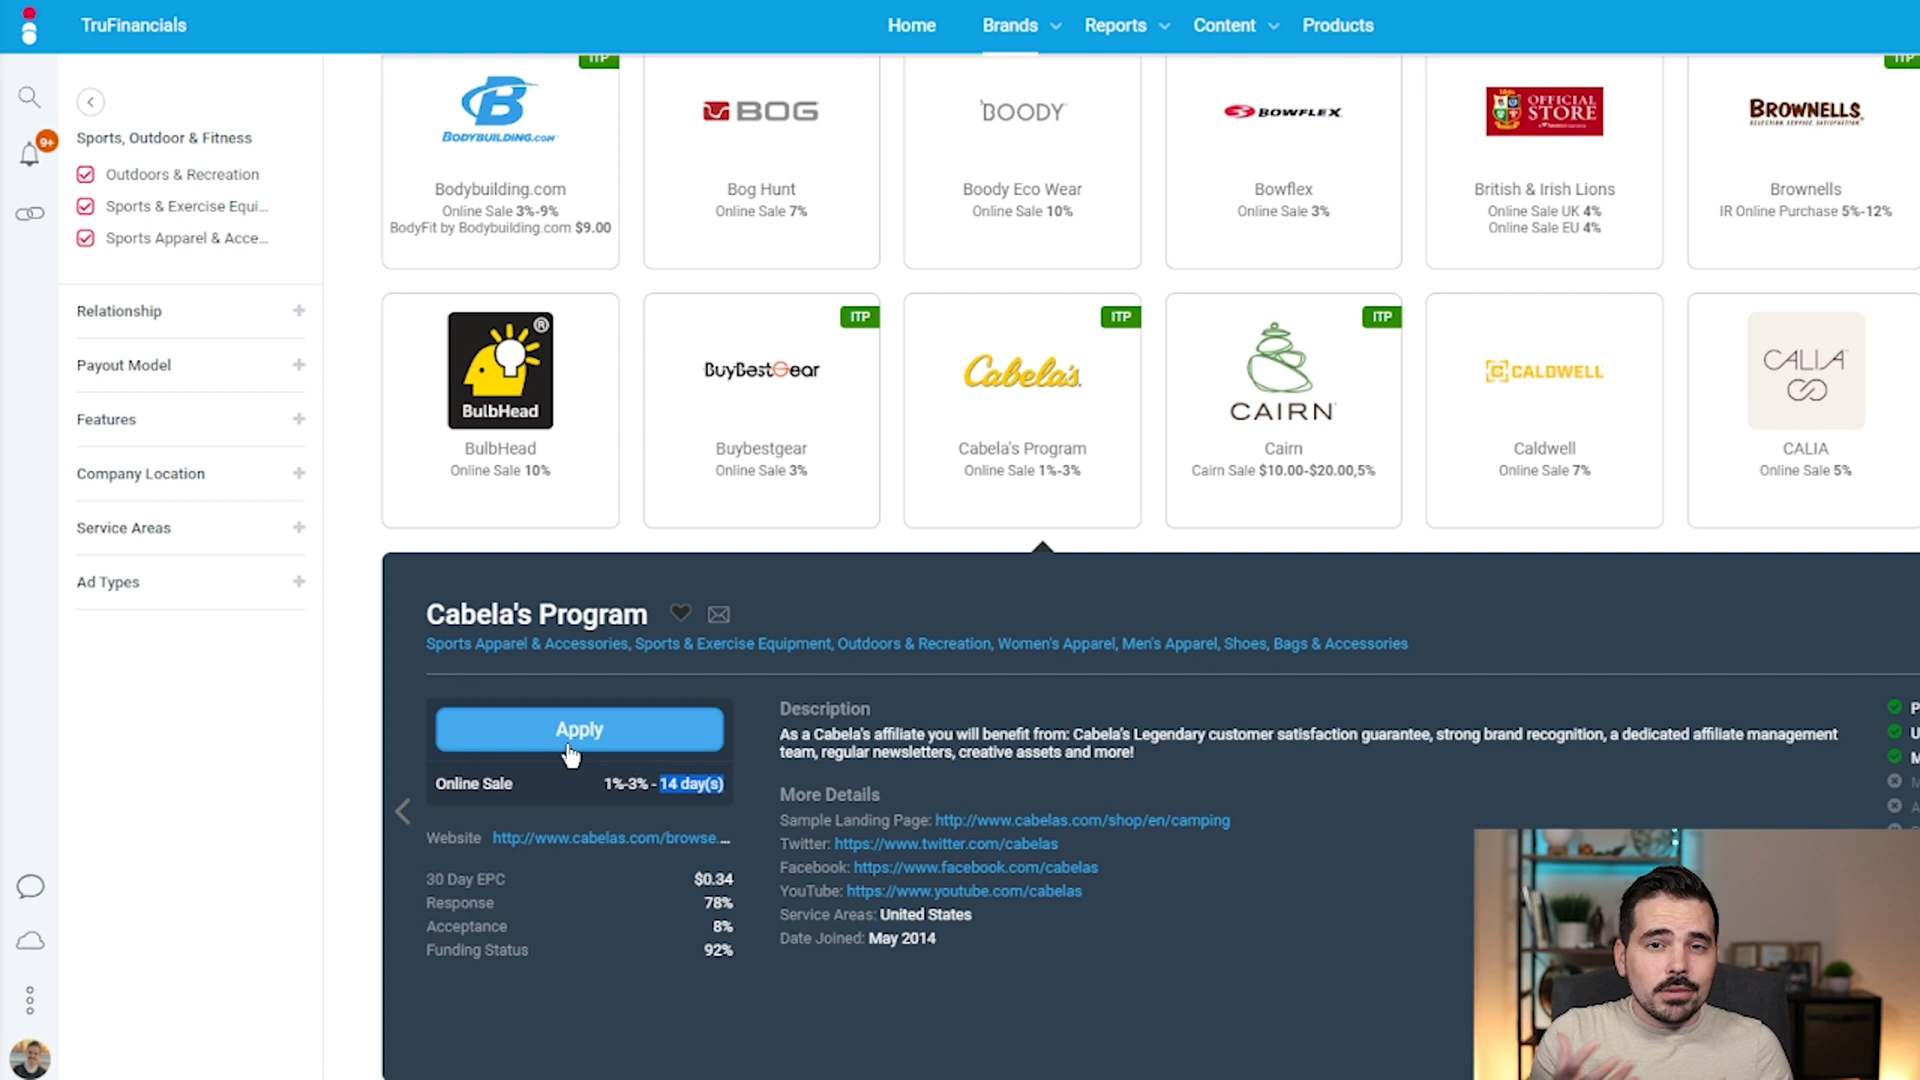 TruFinancials
Home
Brands
Reports
Content
Products
9+
Sports, Outdoor & Fitness
Outdoors & Recreation
Sports & Exercise Equi...
Sports Apparel & Acce...
Relationship
Payout Model
Features
Company Location
Service Areas
Ad Types
ITP
BODYBUILDING.COM
Bodybuilding.com
Online Sale 3%-9%
BodyFit by Bodybuilding.com $9.00
BOG
Bog Hunt
Online Sale 7%
BOODY
Boody Eco Wear
Online Sale 10%
BOWFLEX
Bowflex
Online Sale 3%
OFFICIAL
STORE
British & Irish Lions
Online Sale UK 4%
Online Sale EU 4%
ITP
BROWNELLS
SELECTION. SERVICE. SATISFACTION.
Brownells
IR Online Purchase 5%-12%
®
BulbHead
BulbHead
Online Sale 10%
ITP
BuyBestGear
Buybestgear
Online Sale 3%
ITP
Cabela's
Cabela's Program
Online Sale 1%-3%
ITP
CAIRN
Cairn
Cairn Sale $10.00-$20.00,5%
CALDWELL
Caldwell
Online Sale 7%
CALIA
CALIA
Online Sale 5%
Cabela's Program
Sports Apparel & Accessories, Sports & Exercise Equipment, Outdoors & Recreation, Women's Apparel, Men's Apparel, Shoes, Bags & Accessories
Apply
Online Sale 1%-3% - 14 day(s)
Website http://www.cabelas.com/browse...
30 Day EPC $0.34
Response 78%
Acceptance 8%
Funding Status 92%
Description
As a Cabela's affiliate you will benefit from: Cabela's Legendary customer satisfaction guarantee, strong brand recognition, a dedicated affiliate management
team, regular newsletters, creative assets and more!
More Details
Sample Landing Page: http://www.cabelas.com/shop/en/camping
Twitter: https://www.twitter.com/cabelas
Facebook: https://www.facebook.com/cabelas
YouTube: https://www.youtube.com/cabelas
Service Areas: United States
Date Joined: May 2014
P
U
M
M
A